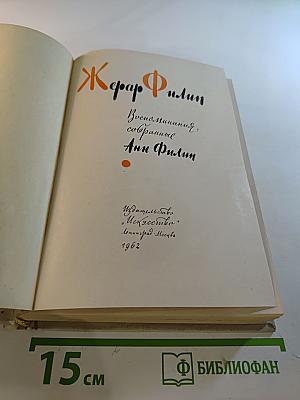 Жерар Филип
Воспоминания,
собранные
Анн Филип
Издательство
„Искусство“
Ленинград Москва
1962
15 см
БИБЛИОФАН